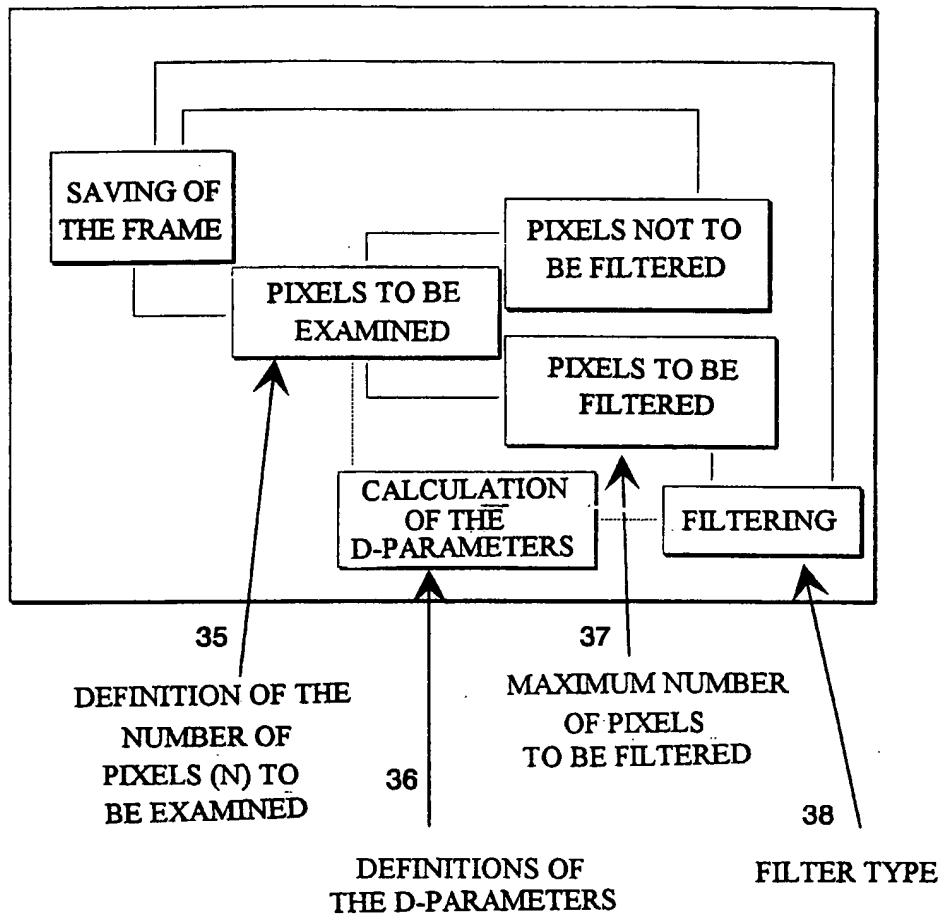 SAVING OF
THE FRAME
PIXELS NOT TO
BE FILTERED
PIXELS TO BE
EXAMINED
PIXELS TO BE
FILTERED
CALCULATION
OF THE
D-PARAMETERS
FILTERING
35
DEFINITION OF THE
NUMBER OF
PIXELS (N) TO
BE EXAMINED
36
DEFINITIONS OF
THE D-PARAMETERS
37
MAXIMUM NUMBER
OF PIXELS
TO BE FILTERED
38
FILTER TYPE